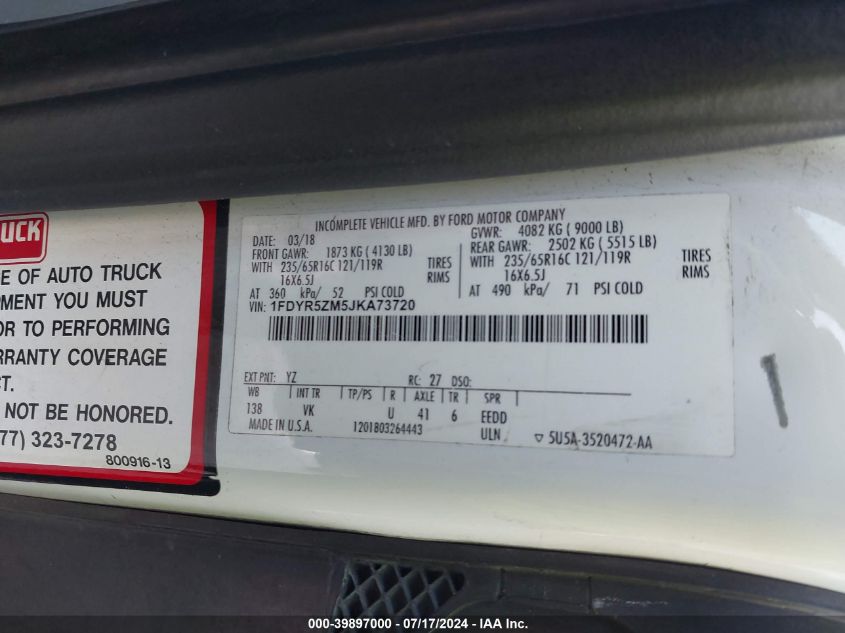 UCK
E OF AUTO TRUCK
PMENT YOU MUST
OR TO PERFORMING
RRANTY COVERAGE
CT.
NOT BE HONORED.
77) 323-7278
800916-13
INCOMPLETE VEHICLE MFD. BY FORD MOTOR COMPANY
DATE: 03/18 GVWR: 4082 KG ( 9000 LB)
FRONT GAWR: 1873 KG ( 4130 LB) REAR GAWR: 2502 KG ( 5515 LB)
WITH 235/65R16C 121/119R TIRES WITH 235/65R16C 121/119R TIRES
16X6.5J RIMS 16X6.5J RIMS
AT 360 kPa/ 52 PSI COLD AT 490 kPa/ 71 PSI COLD
VIN: 1FDYR5ZM5JKA73720
EXT PNT: YZ RC: 27 DSO:
WB INT TR TP/PS R AXLE TR SPR
138 VK U 41 6 EEDD
MADE IN U.S.A. 1201803264443 ULN ▽ 5U5A-3520472-AA
000-39897000 - 07/17/2024 - IAAI Inc.